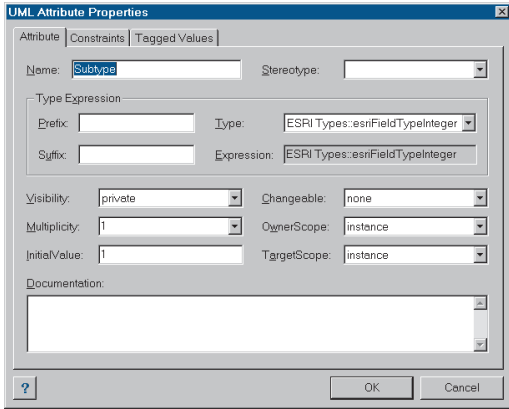 UML Attribute Properties
Attribute Constraints Tagged Values
Name: Subtype Stereotype:
Type Expression
Prefix: Type: ESRI Types::esriFieldTypeInteger
Suffix: Expression: ESRI Types::esriFieldTypeInteger
Visibility: private Changeable: none
Multiplicity: 1 OwnerScope: instance
InitialValue: 1 TargetScope: instance
Documentation:
? OK Cancel